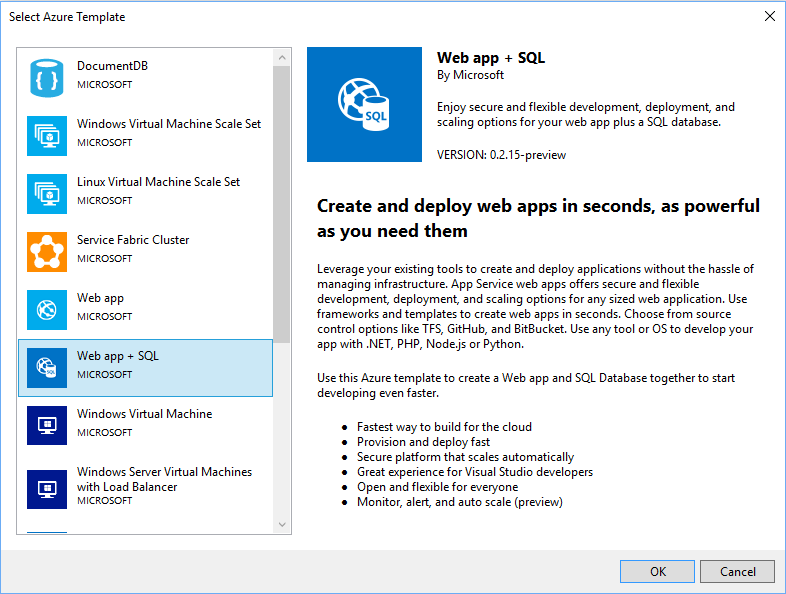 Select Azure Template
DocumentDB
MICROSOFT
Windows Virtual Machine Scale Set
MICROSOFT
Linux Virtual Machine Scale Set
MICROSOFT
Service Fabric Cluster
MICROSOFT
Web app
MICROSOFT
Web app + SQL
MICROSOFT
Windows Virtual Machine
MICROSOFT
Windows Server Virtual Machines
with Load Balancer
MICROSOFT
SQL
Web app + SQL
By Microsoft
Enjoy secure and flexible development, deployment, and
scaling options for your web app plus a SQL database.
VERSION: 0.2.15-preview
Create and deploy web apps in seconds, as powerful
as you need them
Leverage your existing tools to create and deploy applications without the hassle of
managing infrastructure. App Service web apps offers secure and flexible
development, deployment, and scaling options for any sized web application. Use
frameworks and templates to create web apps in seconds. Choose from source
control options like TFS, GitHub, and BitBucket. Use any tool or OS to develop your
app with .NET, PHP, Node.js or Python.
Use this Azure template to create a Web app and SQL Database together to start
developing even faster.
• Fastest way to build for the cloud
• Provision and deploy fast
• Secure platform that scales automatically
• Great experience for Visual Studio developers
• Open and flexible for everyone
• Monitor, alert, and auto scale (preview)
OK
Cancel